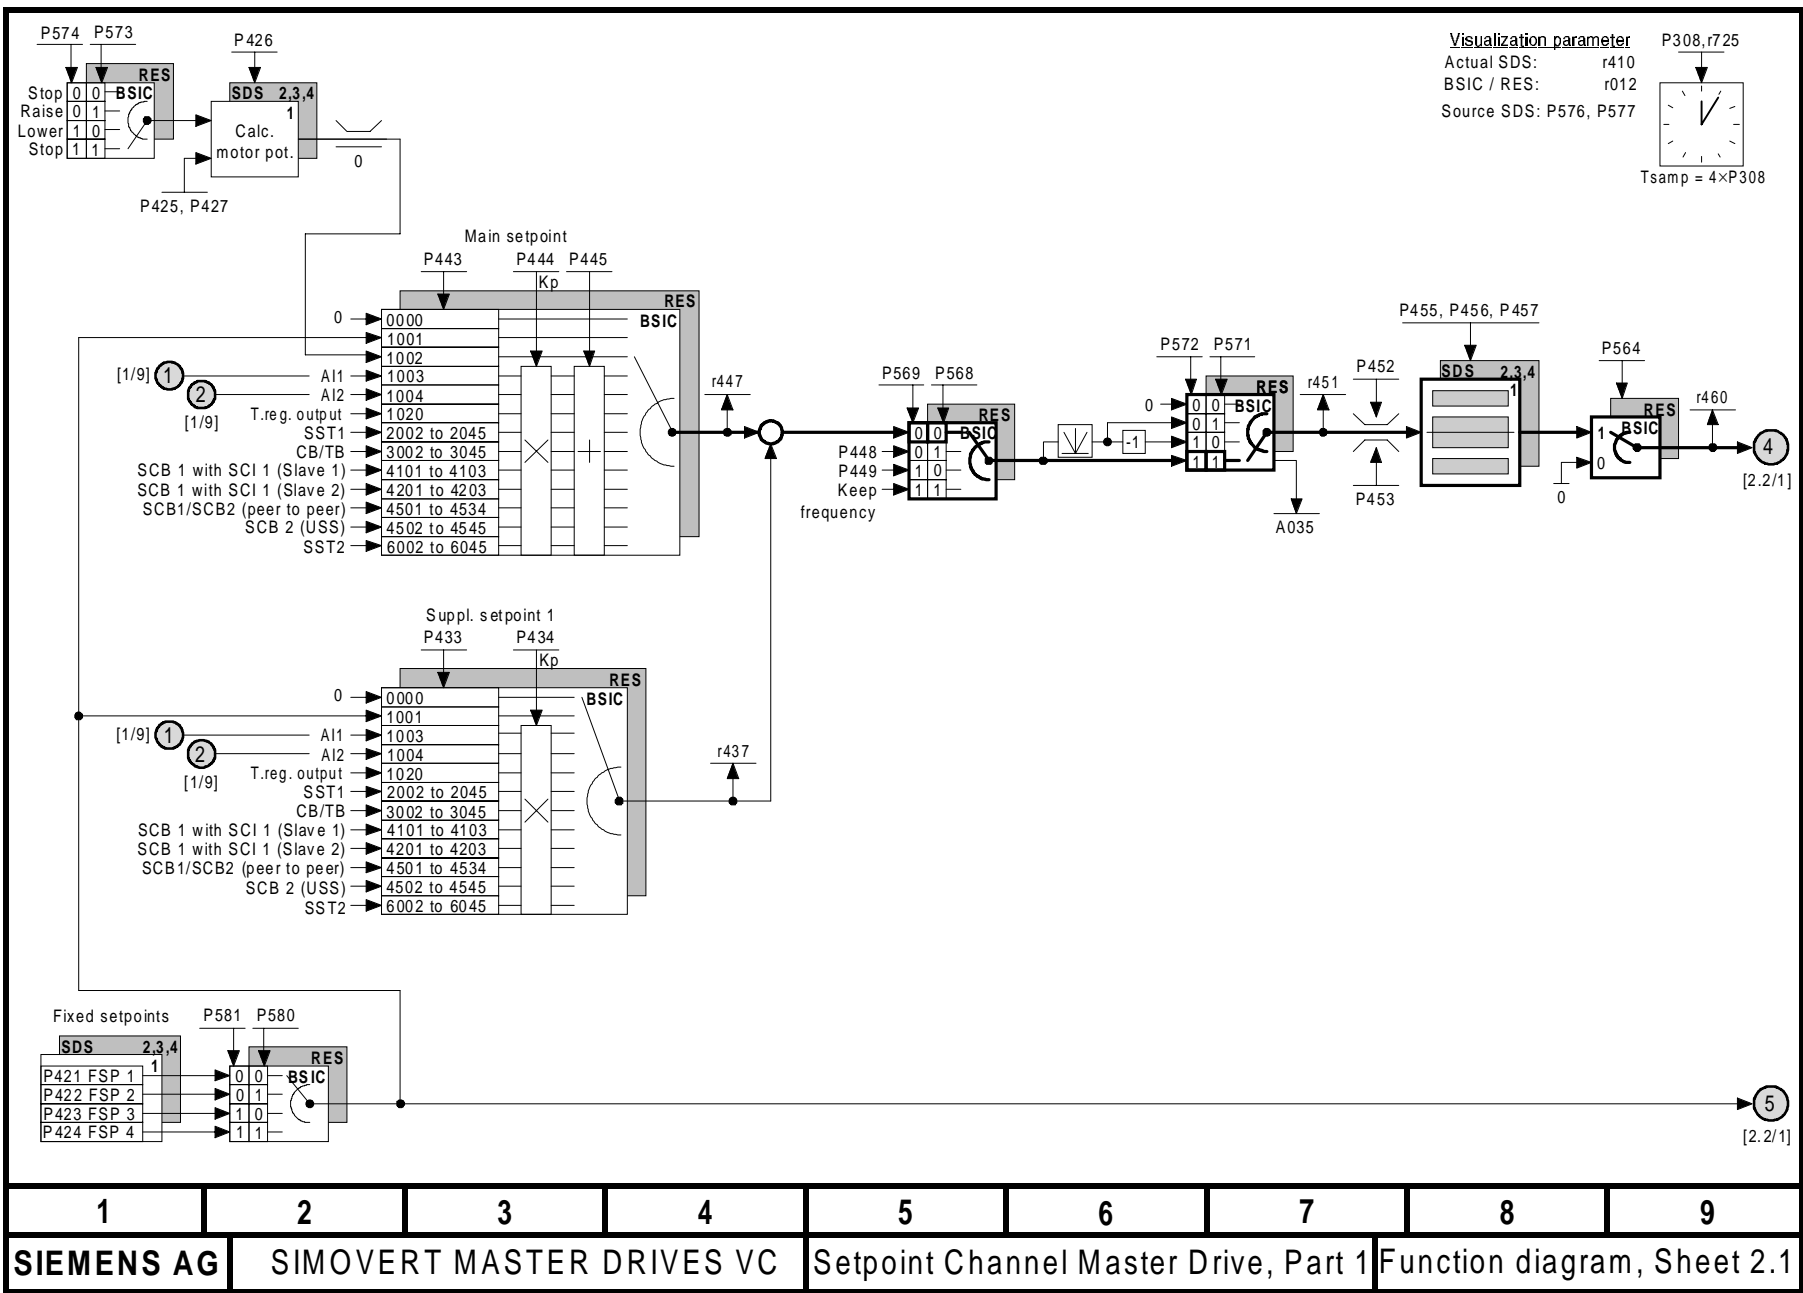 P574 P573
RES
BSIC
Stop 0 0
Raise 0 1
Lower 1 0
Stop 1 1
P426
SDS 2,3,4
1
Calc.
motor pot.
0
P425, P427
Visualization parameter
Actual SDS: r410
BSIC / RES: r012
Source SDS: P576, P577
P308,r725
Tsamp = 4×P308
Main setpoint
P443 P444 P445
Kp
RES
BSIC
0 0000
1001
1002
[1/9] 1 AI1 1003
2 AI2 1004
[1/9]
T.reg. output 1020
SST1 2002 to 2045
CB/TB 3002 to 3045
SCB 1 with SCI 1 (Slave 1) 4101 to 4103
SCB 1 with SCI 1 (Slave 2) 4201 to 4203
SCB1/SCB2 (peer to peer) 4501 to 4534
SCB 2 (USS) 4502 to 4545
SST2 6002 to 6045
r447
P569 P568
RES
BSIC
0 0
P448 0 1
P449 1 0
Keep 1 1
frequency
-1
P572 P571
RES
BSIC
0 0 0
0 1
1 0
1 1
A035
r451
P452
P453
P455, P456, P457
SDS 2,3,4
1
P564
RES
BSIC
1
0
0
r460
4
[2.2/1]
Suppl. setpoint 1
P433 P434
Kp
RES
BSIC
0 0000
1001
[1/9] 1 AI1 1003
2 AI2 1004
[1/9]
T.reg. output 1020
SST1 2002 to 2045
CB/TB 3002 to 3045
SCB 1 with SCI 1 (Slave 1) 4101 to 4103
SCB 1 with SCI 1 (Slave 2) 4201 to 4203
SCB1/SCB2 (peer to peer) 4501 to 4534
SCB 2 (USS) 4502 to 4545
SST2 6002 to 6045
r437
Fixed setpoints
SDS 2,3,4
1
P421 FSP 1
P422 FSP 2
P423 FSP 3
P424 FSP 4
P581 P580
RES
BSIC
0 0
0 1
1 0
1 1
5
[2.2/1]
1 2 3 4 5 6 7 8 9
SIEMENS AG SIMOVERT MASTER DRIVES VC Setpoint Channel Master Drive, Part 1 Function diagram, Sheet 2.1